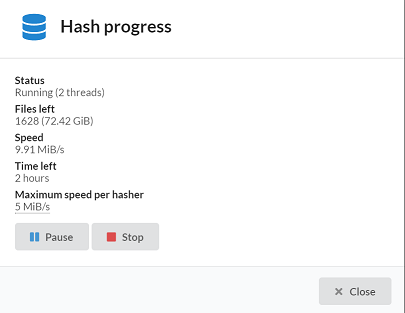 Hash progress
Status
Running (2 threads)
Files left
1628 (72.42 GiB)
Speed
9.91 MiB/s
Time left
2 hours
Maximum speed per hasher
5 MiB/s
Pause Stop
Close